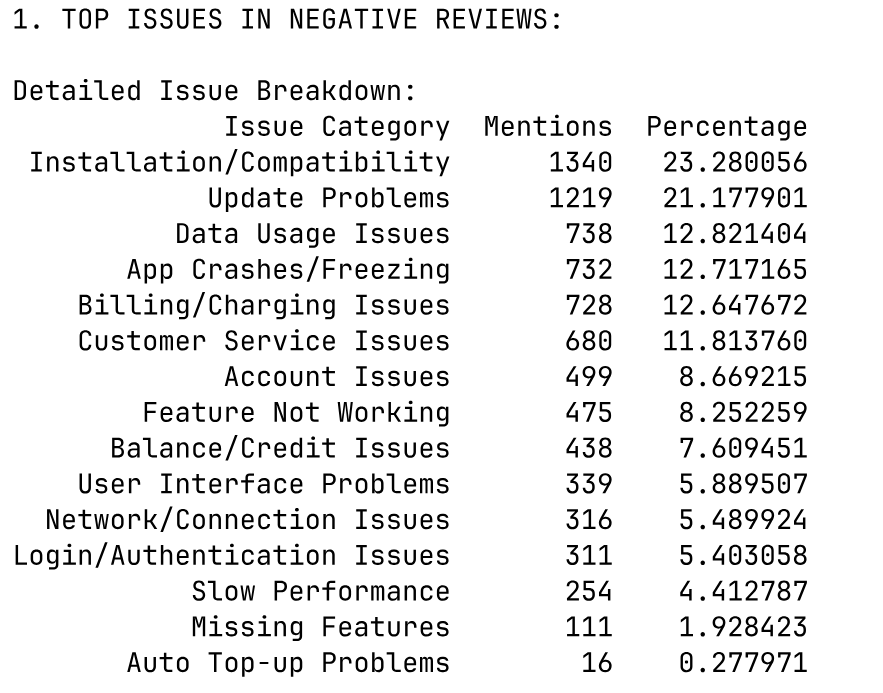 1. TOP ISSUES IN NEGATIVE REVIEWS:
Detailed Issue Breakdown:
Issue Category Mentions Percentage
Installation/Compatibility 1340 23.280056
Update Problems 1219 21.177901
Data Usage Issues 738 12.821404
App Crashes/Freezing 732 12.717165
Billing/Charging Issues 728 12.647672
Customer Service Issues 680 11.813760
Account Issues 499 8.669215
Feature Not Working 475 8.252259
Balance/Credit Issues 438 7.609451
User Interface Problems 339 5.889507
Network/Connection Issues 316 5.489924
Login/Authentication Issues 311 5.403058
Slow Performance 254 4.412787
Missing Features 111 1.928423
Auto Top-up Problems 16 0.277971